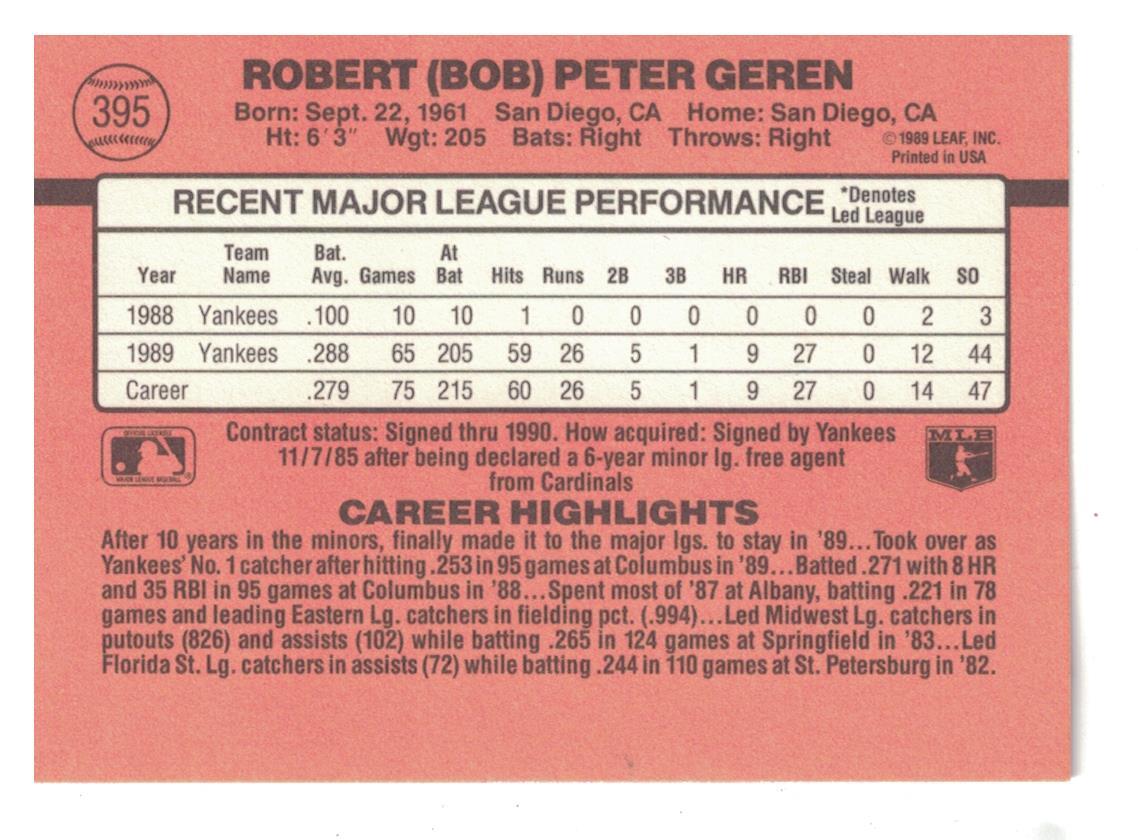 395
ROBERT (BOB) PETER GEREN
Born: Sept. 22, 1961 San Diego, CA Home: San Diego, CA
Ht: 6'3" Wgt: 205 Bats: Right Throws: Right
©1989 LEAF, INC.
Printed in USA
RECENT MAJOR LEAGUE PERFORMANCE *Denotes Led League
Year Team Name Bat. Avg. Games At Bat Hits Runs 2B 3B HR RBI Steal Walk SO
1988 Yankees .100 10 10 1 0 0 0 0 0 0 2 3
1989 Yankees .288 65 205 59 26 5 1 9 27 0 12 44
Career .279 75 215 60 26 5 1 9 27 0 14 47
OFFICIAL LICENSEE
MAJOR LEAGUE BASEBALL
®
Contract status: Signed thru 1990. How acquired: Signed by Yankees
11/7/85 after being declared a 6-year minor lg. free agent
from Cardinals
MLB
CAREER HIGHLIGHTS
After 10 years in the minors, finally made it to the major lgs. to stay in '89...Took over as
Yankees' No. 1 catcher after hitting .253 in 95 games at Columbus in '89...Batted .271 with 8 HR
and 35 RBI in 95 games at Columbus in '88...Spent most of '87 at Albany, batting .221 in 78
games and leading Eastern Lg. catchers in fielding pct. (.994)...Led Midwest Lg. catchers in
putouts (826) and assists (102) while batting .265 in 124 games at Springfield in '83...Led
Florida St. Lg. catchers in assists (72) while batting .244 in 110 games at St. Petersburg in '82.